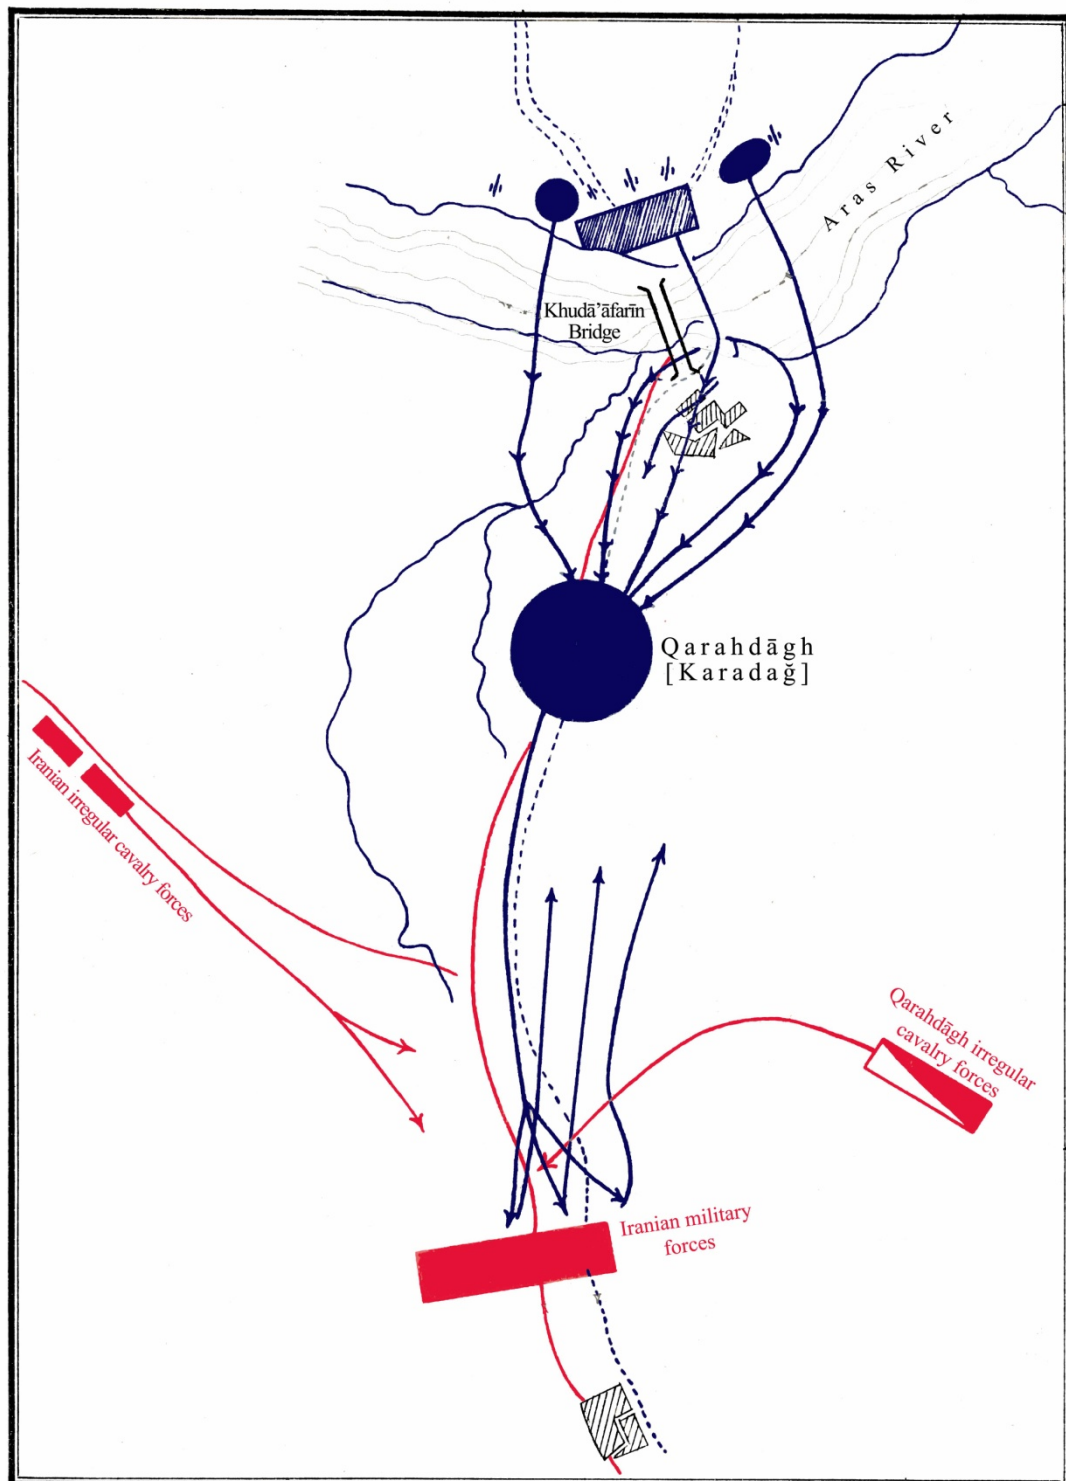 Aras River
Khudā’āfarīn
Bridge
Qarahdāgh
[Karadağ]
Iranian irregular cavalry forces
Qarahdāgh irregular
cavalry forces
Iranian military
forces